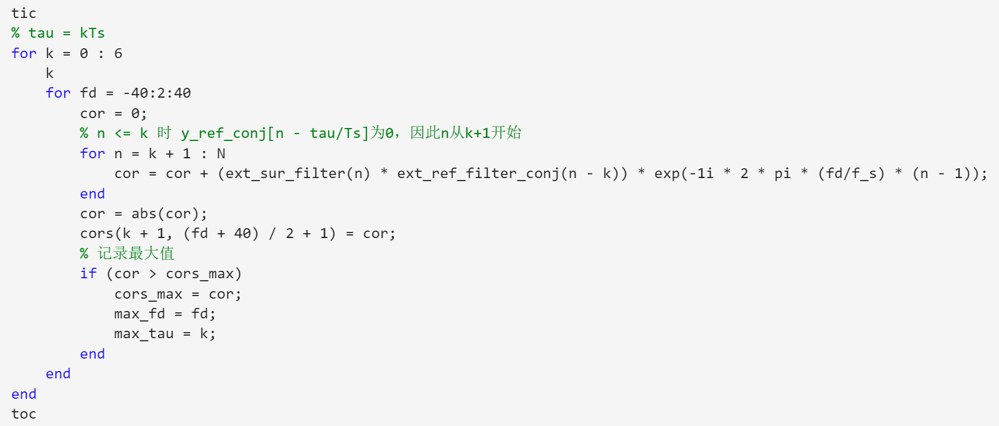 tic
% tau = kTs
for k = 0 : 6
    k
    for fd = -40:2:40
        cor = 0;
        % n <= k 时 y_ref_conj[n - tau/Ts]为0，因此n从k+1开始
        for n = k + 1 : N
            cor = cor + (ext_sur_filter(n) * ext_ref_filter_conj(n - k)) * exp(-1i * 2 * pi * (fd/f_s) * (n - 1));
        end
        cor = abs(cor);
        cors(k + 1, (fd + 40) / 2 + 1) = cor;
        % 记录最大值
        if (cor > cors_max)
            cors_max = cor;
            max_fd = fd;
            max_tau = k;
        end
    end
end
toc